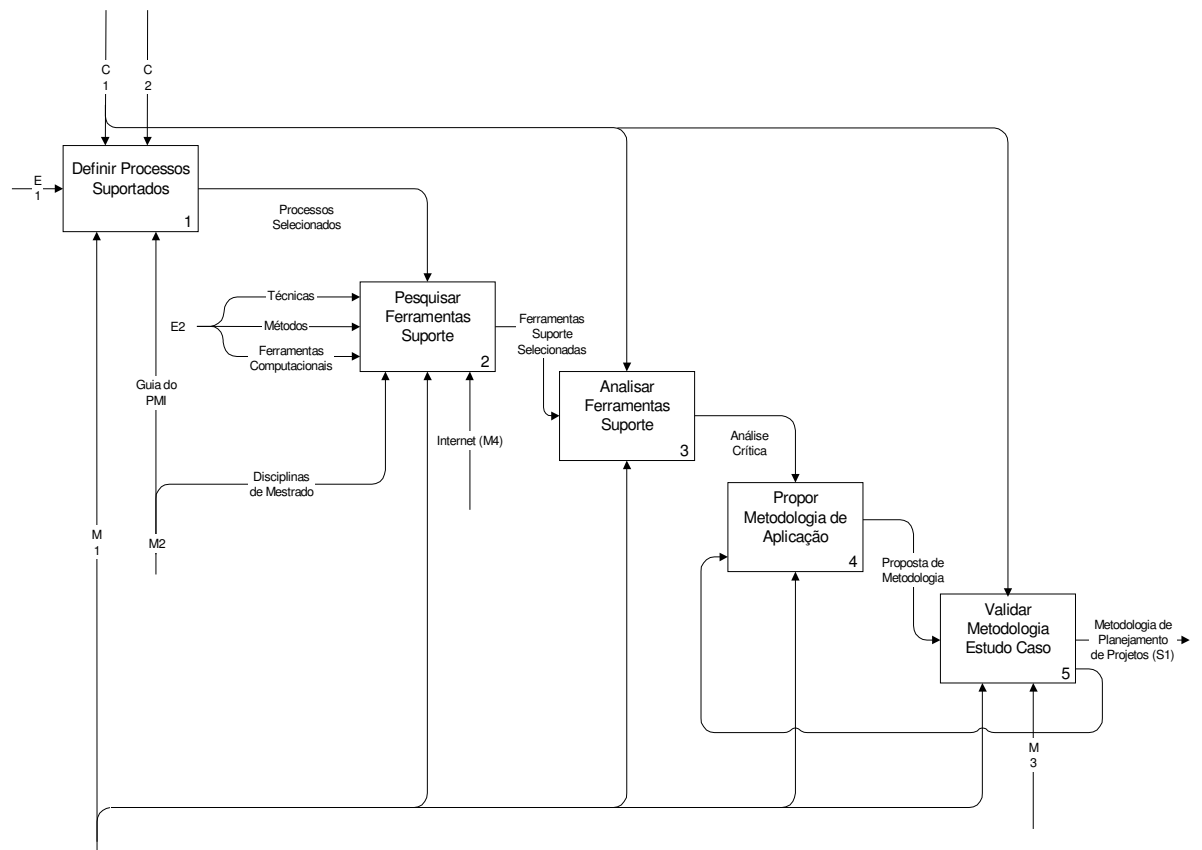 C
1
C
2
Definir Processos
Suportados
1
E
1
Processos
Selecionados
Técnicas
E2
Métodos
Ferramentas
Computacionais
Pesquisar
Ferramentas
Suporte
2
Ferramentas
Suporte
Selecionadas
Guia do
PMI
Analisar
Ferramentas
Suporte
3
Internet (M4)
Análise
Crítica
Disciplinas
de Mestrado
M
1
M2
Propor
Metodologia de
Aplicação
4
Proposta de
Metodologia
Validar
Metodologia
Estudo Caso
5
Metodologia de
Planejamento
de Projetos (S1)
M
3